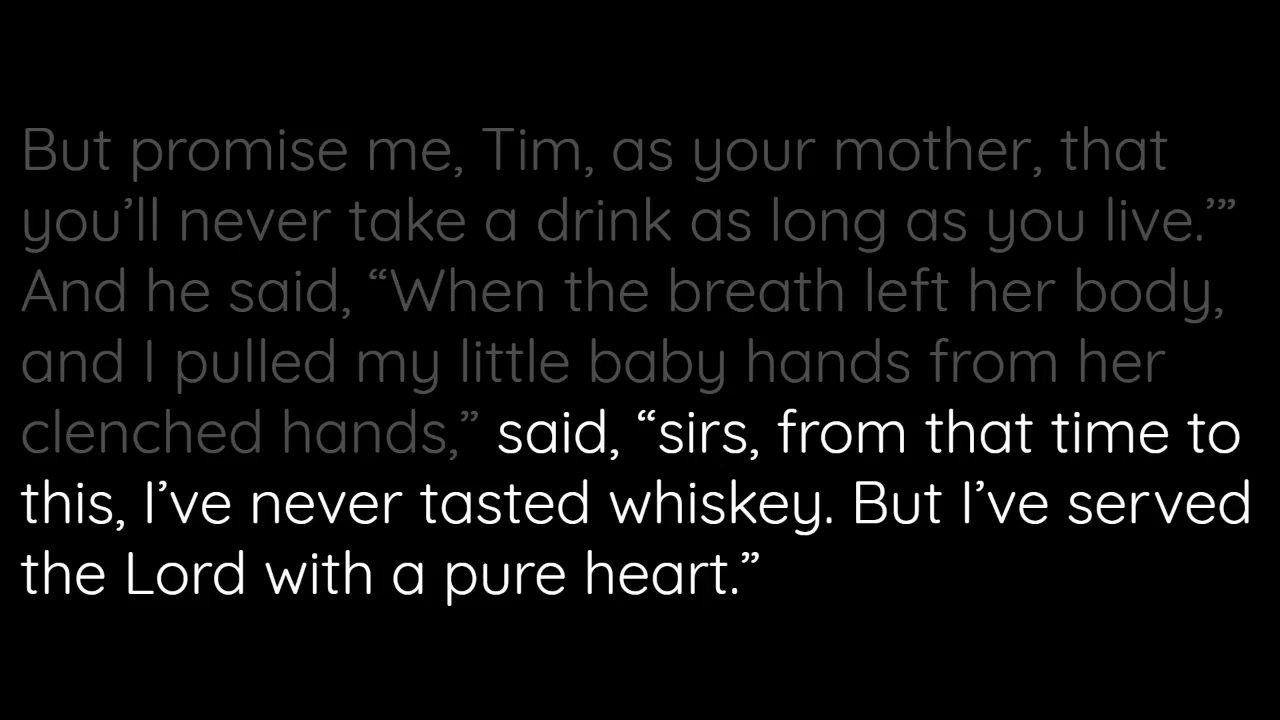 But promise me, Tim, as your mother, that
you’ll never take a drink as long as you live.’”
And he said, “When the breath left her body,
and I pulled my little baby hands from her
clenched hands,” said, “sirs, from that time to
this, I’ve never tasted whiskey. But I’ve served
the Lord with a pure heart.”